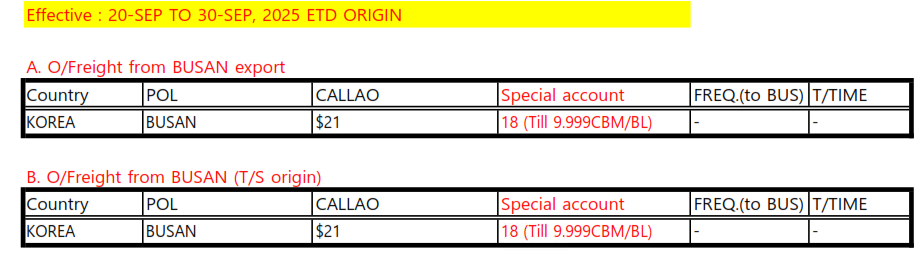 Effective : 20-SEP TO 30-SEP, 2025 ETD ORIGIN
A. O/Freight from BUSAN export
Country POL CALLAO Special account FREQ.(to BUS) T/TIME
KOREA BUSAN $21 18 (Till 9.999CBM/BL) - -
B. O/Freight from BUSAN (T/S origin)
Country POL CALLAO Special account FREQ.(to BUS) T/TIME
KOREA BUSAN $21 18 (Till 9.999CBM/BL) - -